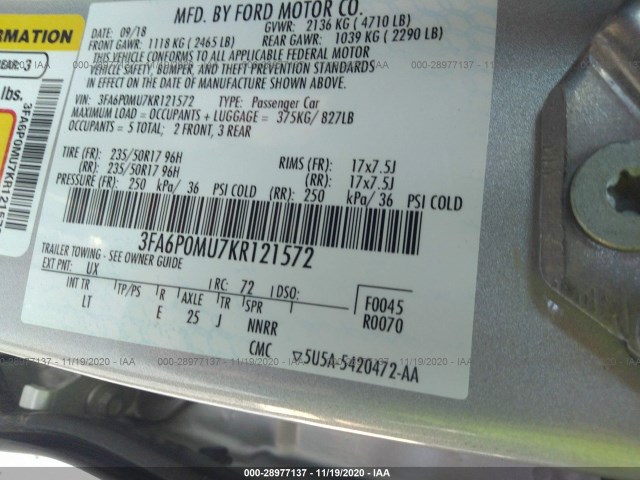 MFD. BY FORD MOTOR CO.
DATE: 09/18 GVWR: 2136 KG (4710 LB)
FRONT GAWR: 1118 KG (2465 LB) REAR GAWR: 1039 KG (2290 LB)
THIS VEHICLE CONFORMS TO ALL APPLICABLE FEDERAL MOTOR
VEHICLE SAFETY, BUMPER, AND THEFT PREVENTION STANDARDS
IN EFFECT ON THE DATE OF MANUFACTURE SHOWN ABOVE.
VIN: 3FA6P0MU7KR121572 TYPE: Passenger Car
MAXIMUM LOAD = OCCUPANTS + LUGGAGE = 375KG/ 827LB
OCCUPANTS = 5 TOTAL; 2 FRONT, 3 REAR
TIRE (FR): 235/50R17 96H RIMS (FR): 17x7.5J
(RR): 235/50R17 96H (RR): 17x7.5J
PRESSURE (FR): 250 kPa/ 36 PSI COLD (RR): 250 kPa/ 36 PSI COLD
3FA6P0MU7KR121572
TRAILER TOWING - SEE OWNER GUIDE
EXT PNT: UX RC: 72 DSO:
INT TR TP/PS R AXLE TR SPR F0045
LT E 25 J NNRR R0070
CMC 5U5A-5420472-AA
ORMATION
REAR: 3
lbs.
000-28977137 - 11/19/2020 - IAA